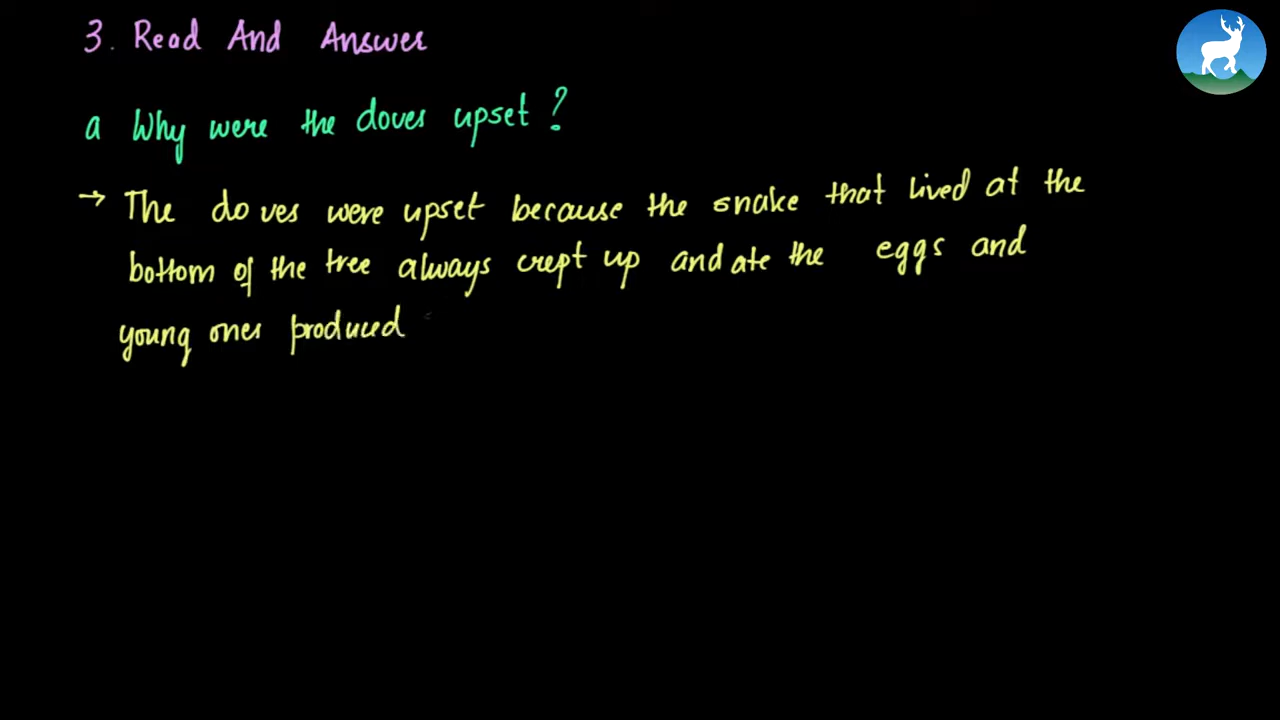 3. Read And Answer
a Why were the doves upset?
→ The doves were upset because the snake that lived at the
bottom of the tree always crept up and ate the eggs and
young ones produced